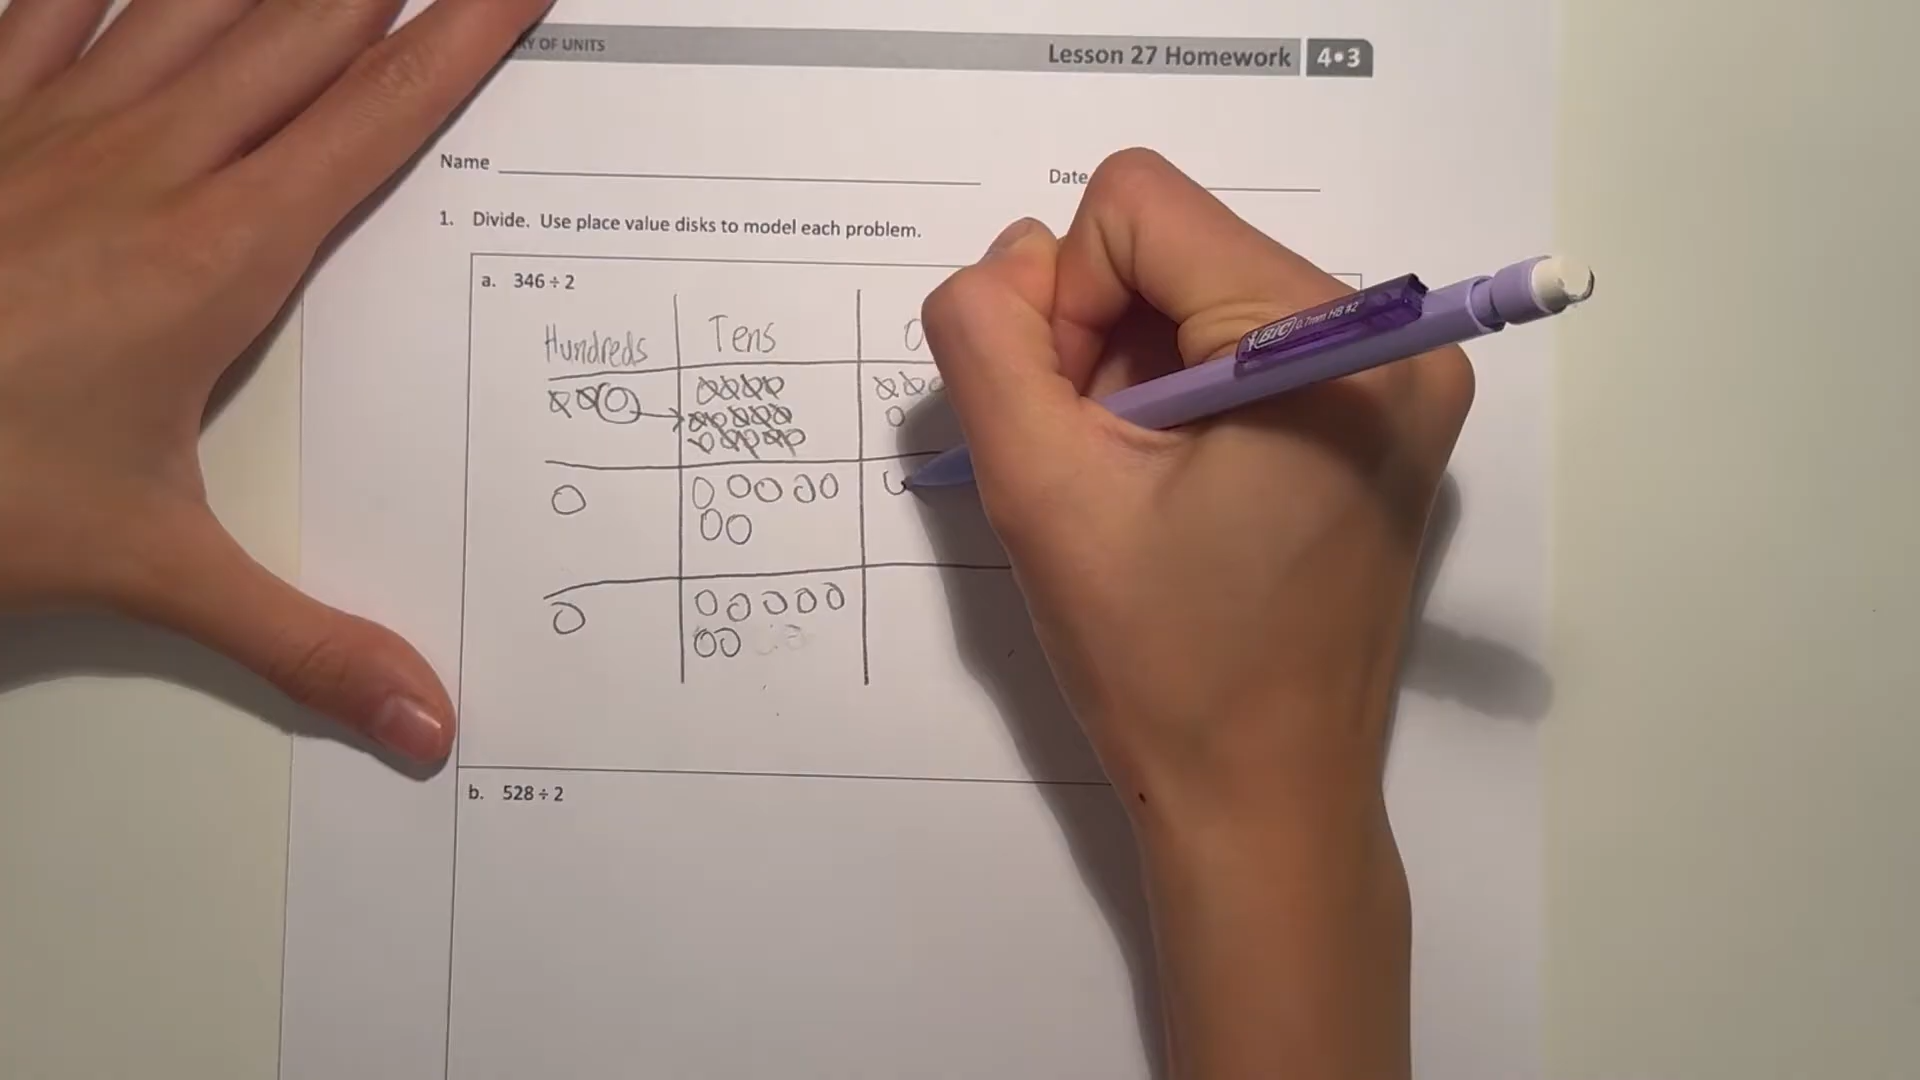 Y OF UNITS
Lesson 27 Homework 4•3
Name
Date
1. Divide. Use place value disks to model each problem.
a. 346 ÷ 2
Hundreds Tens O
BIC 0.7mm HB #2
b. 528 ÷ 2